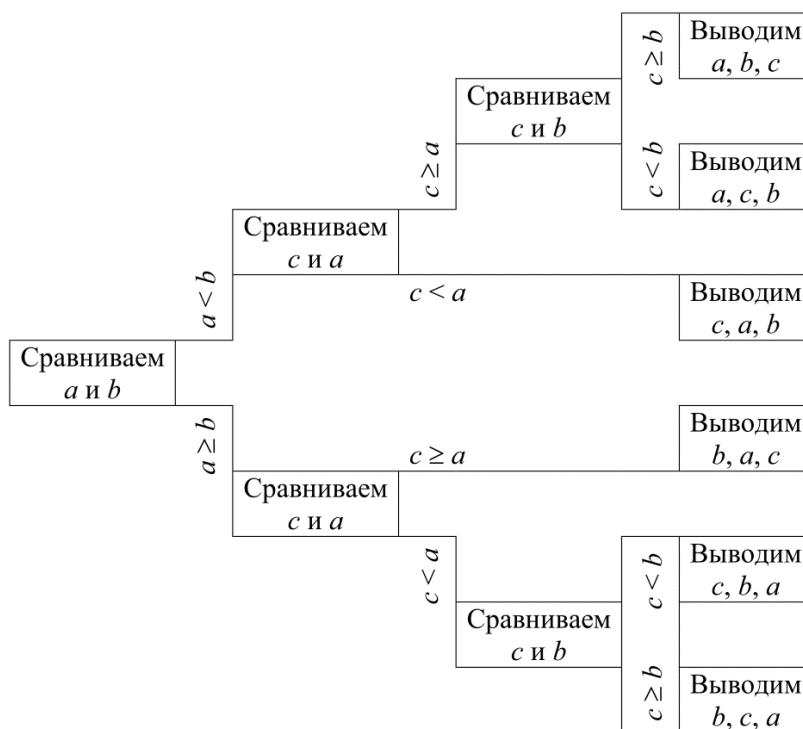 c ≥ b
Выводим
a, b, c
Сравниваем
c и b
c ≥ a
c < b
Выводим
a, c, b
Сравниваем
c и a
a < b
c < a
Выводим
c, a, b
Сравниваем
a и b
a ≥ b
c ≥ a
Выводим
b, a, c
Сравниваем
c и a
c < a
c < b
Выводим
c, b, a
Сравниваем
c и b
c ≥ b
Выводим
b, c, a